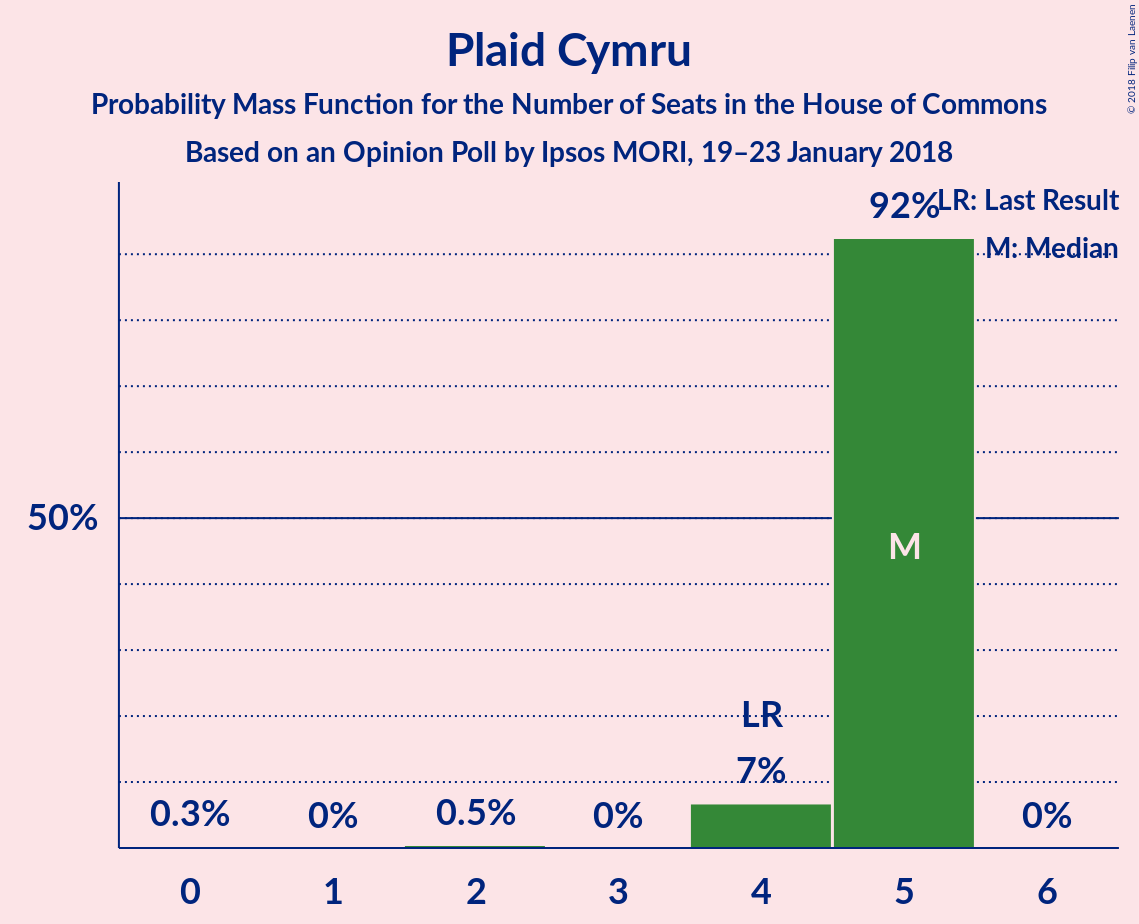 © 2018 Filip van Laenen
Plaid Cymru
Probability Mass Function for the Number of Seats in the House of Commons
Based on an Opinion Poll by Ipsos MORI, 19–23 January 2018
LR: Last Result
M: Median
92%
50%
M
LR
7%
0.3%
0%
0.5%
0%
0%
0 1 2 3 4 5 6